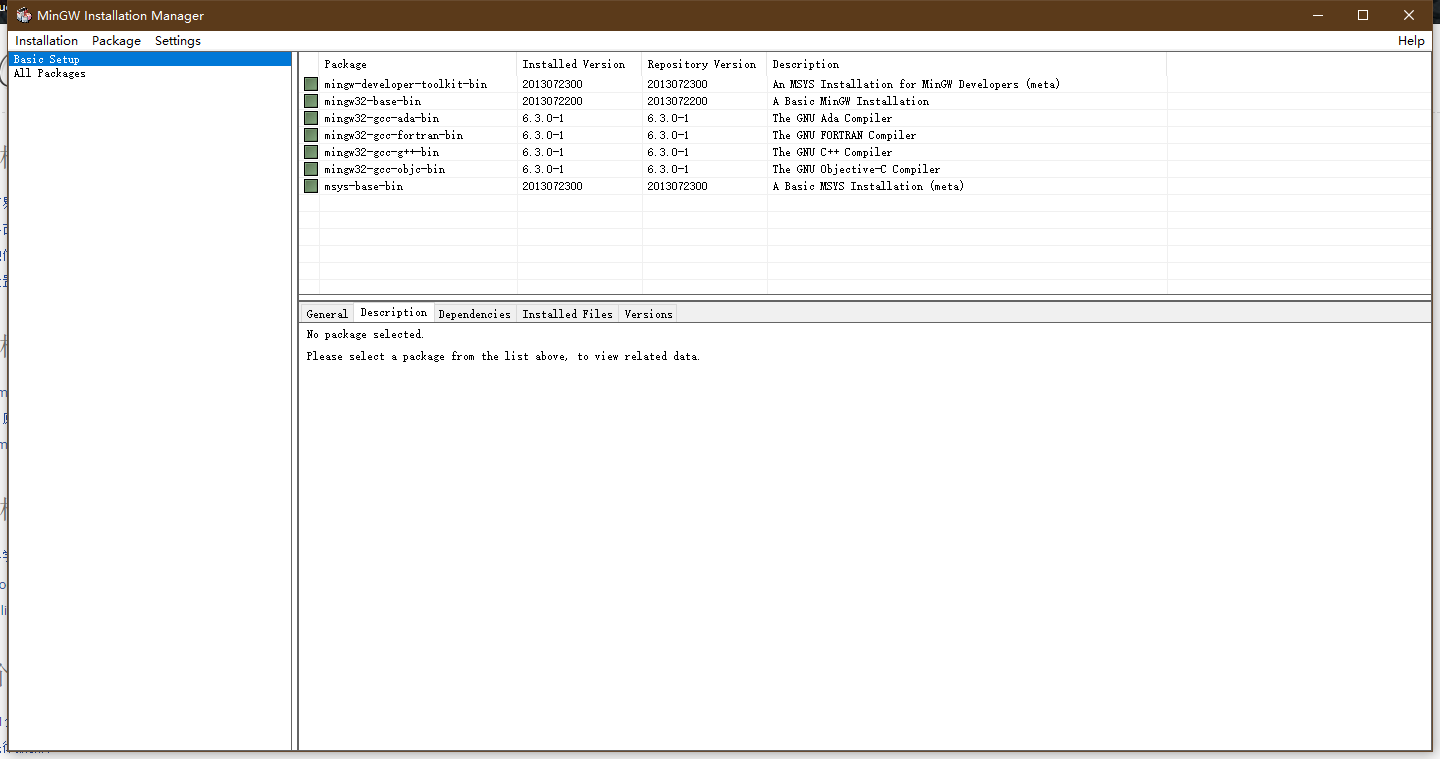 MinGW Installation Manager
Installation Package Settings Help
Basic Setup
All Packages
Package Installed Version Repository Version Description
mingw-developer-toolkit-bin 2013072300 2013072300 An MSYS Installation for MinGW Developers (meta)
mingw32-base-bin 2013072200 2013072200 A Basic MinGW Installation
mingw32-gcc-ada-bin 6.3.0-1 6.3.0-1 The GNU Ada Compiler
mingw32-gcc-fortran-bin 6.3.0-1 6.3.0-1 The GNU FORTRAN Compiler
mingw32-gcc-g++-bin 6.3.0-1 6.3.0-1 The GNU C++ Compiler
mingw32-gcc-objc-bin 6.3.0-1 6.3.0-1 The GNU Objective-C Compiler
msys-base-bin 2013072300 2013072300 A Basic MSYS Installation (meta)
General Description Dependencies Installed Files Versions
No package selected.
Please select a package from the list above, to view related data.